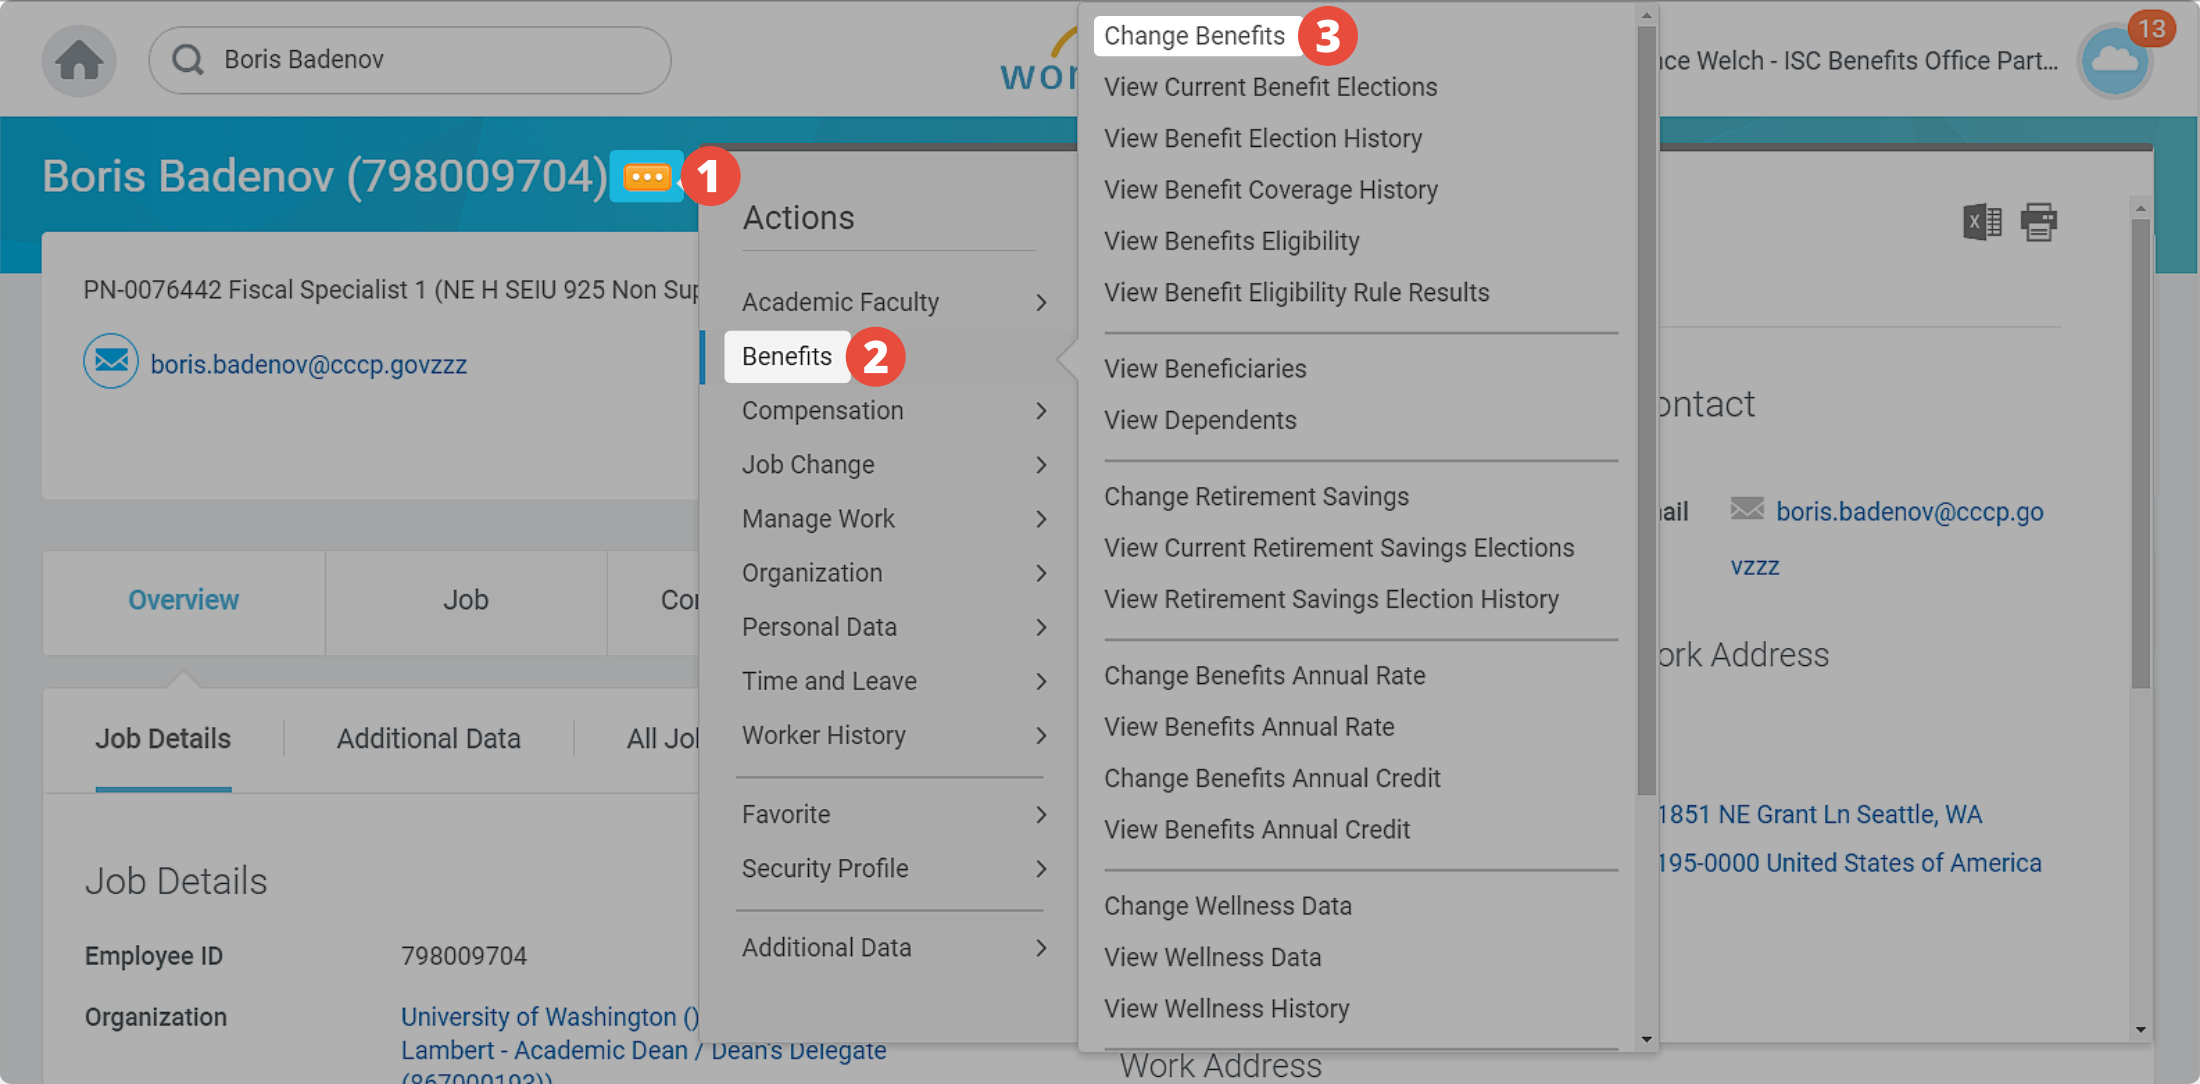 Boris Badenov
wor
nce Welch - ISC Benefits Office Part...
13
Boris Badenov (798009704)
1
PN-0076442 Fiscal Specialist 1 (NE H SEIU 925 Non Sup
boris.badenov@cccp.govzzz
Overview
Job
Cor
Job Details
Additional Data
All Jol
Job Details
Employee ID
798009704
Organization
University of Washington ()
Lambert - Academic Dean / Dean's Delegate
(867000193))
Actions
Academic Faculty
Benefits
2
Compensation
Job Change
Manage Work
Organization
Personal Data
Time and Leave
Worker History
Favorite
Security Profile
Additional Data
Change Benefits
3
View Current Benefit Elections
View Benefit Election History
View Benefit Coverage History
View Benefits Eligibility
View Benefit Eligibility Rule Results
View Beneficiaries
View Dependents
Change Retirement Savings
View Current Retirement Savings Elections
View Retirement Savings Election History
Change Benefits Annual Rate
View Benefits Annual Rate
Change Benefits Annual Credit
View Benefits Annual Credit
Change Wellness Data
View Wellness Data
View Wellness History
ontact
ail
boris.badenov@cccp.go
vzzz
ork Address
1851 NE Grant Ln Seattle, WA
195-0000 United States of America
Work Address